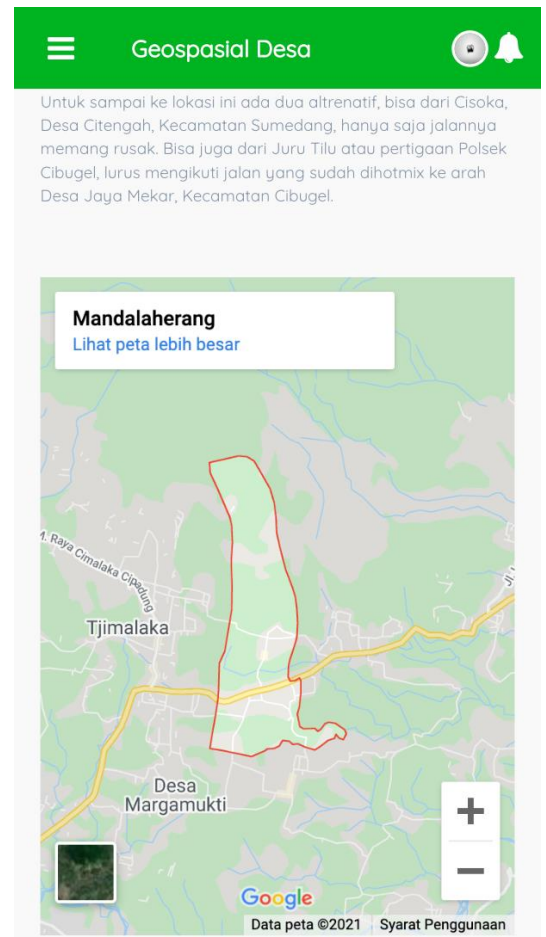 Geospasial Desa
Untuk sampai ke lokasi ini ada dua altrenatif, bisa dari Cisoka,
Desa Citengah, Kecamatan Sumedang, hanya saja jalannya
memang rusak. Bisa juga dari Juru Tilu atau pertigaan Polsek
Cibugel, lurus mengikuti jalan yang sudah dihotmix ke arah
Desa Jaya Mekar, Kecamatan Cibugel.
Mandalaherang
Lihat peta lebih besar
Raya Cimalaka Cipadung
Jl.
Tjimalaka
Desa
Margamukti
+
−
Google
Data peta ©2021 Syarat Penggunaan